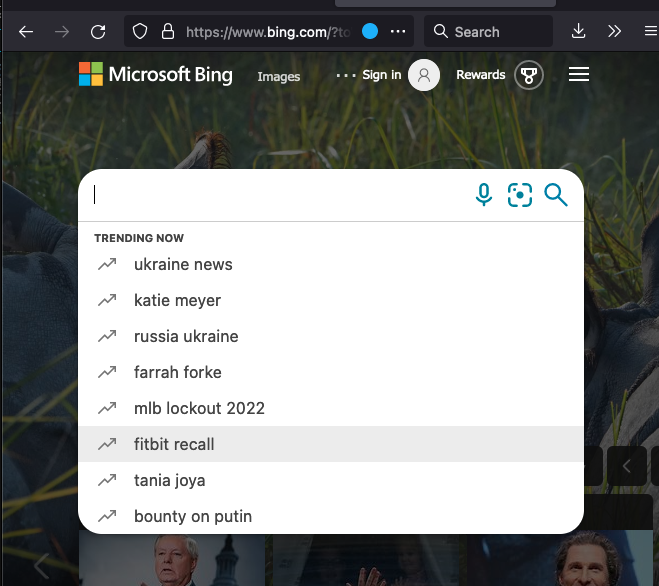 https://www.bing.com/?to
Search
Microsoft Bing
Images
Sign in
Rewards
TRENDING NOW
ukraine news
katie meyer
russia ukraine
farrah forke
mlb lockout 2022
fitbit recall
tania joya
bounty on putin